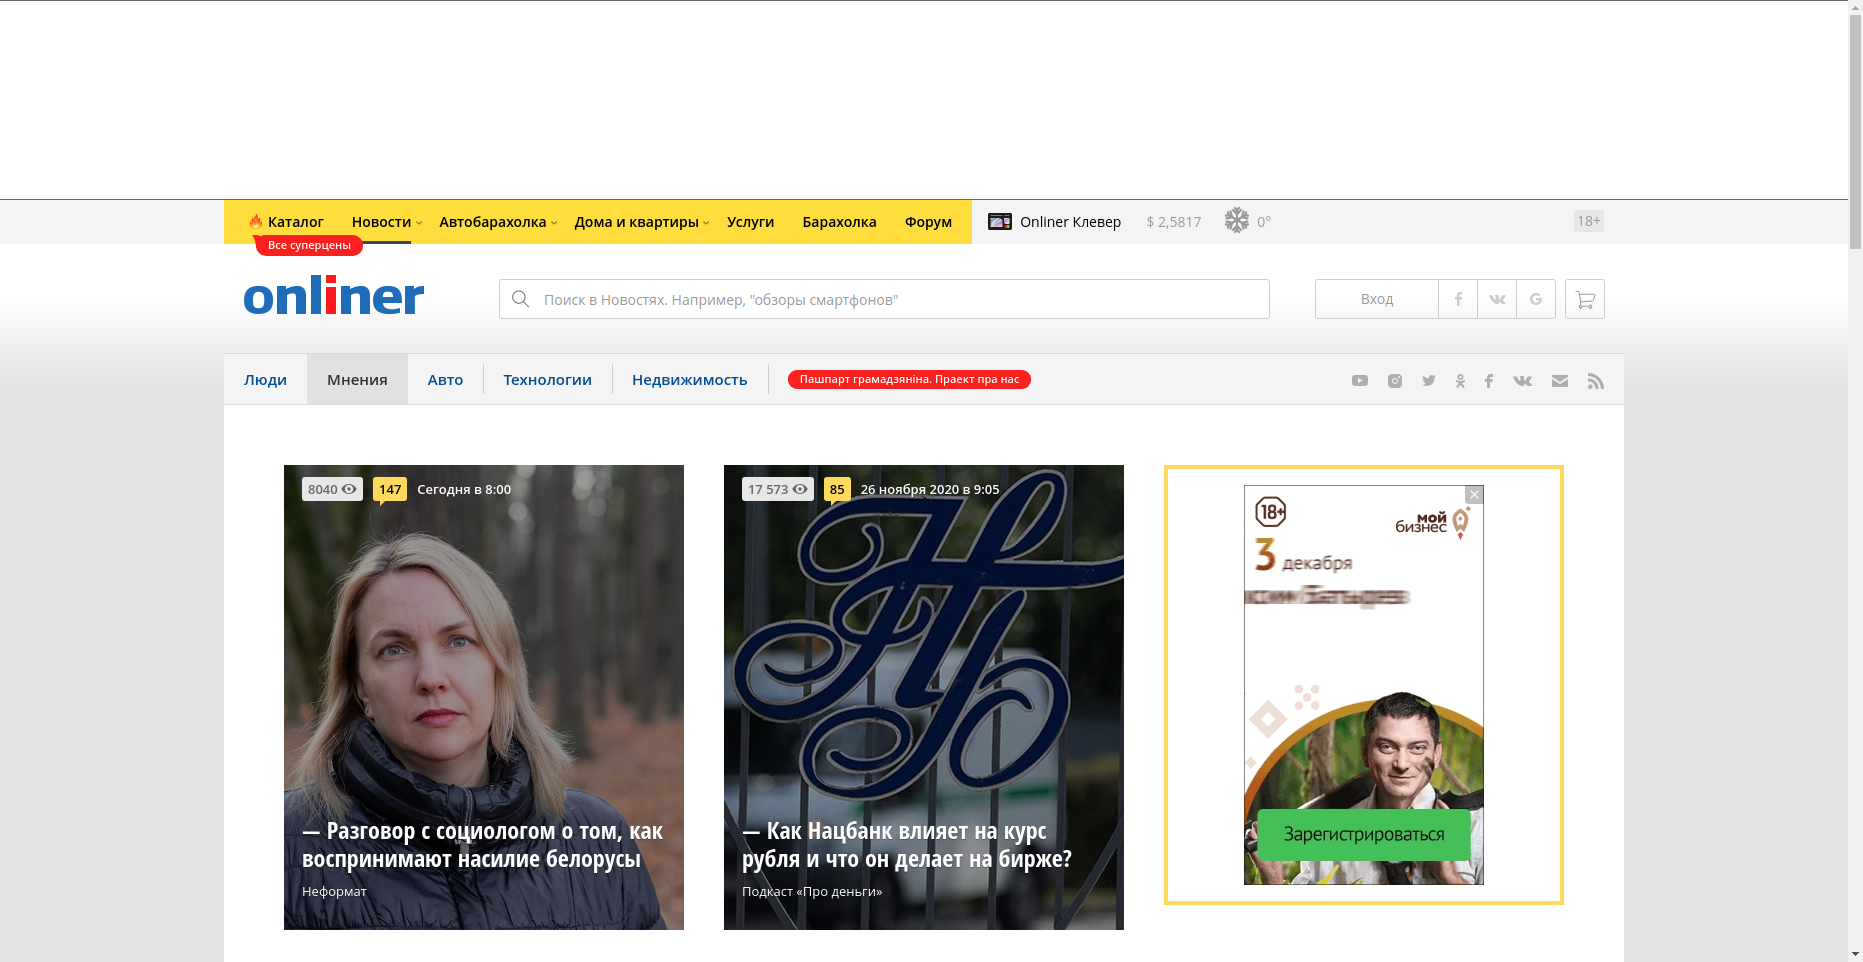 Каталог Новости Автобарахолка Дома и квартиры Услуги Барахолка Форум Onliner Клевер $ 2,5817 0° 18+
Все суперцены
onliner
Поиск в Новостях. Например, "обзоры смартфонов"
Вход
Люди Мнения Авто Технологии Недвижимость Пашпарт грамадзяніна. Праект пра нас
8040 147 Сегодня в 8:00
— Разговор с социологом о том, как
воспринимают насилие белорусы
Неформат
17 573 85 26 ноября 2020 в 9:05
— Как Нацбанк влияет на курс
рубля и что он делает на бирже?
Подкаст «Про деньги»
18+
мой
бизнес
3 декабря
Зарегистрироваться